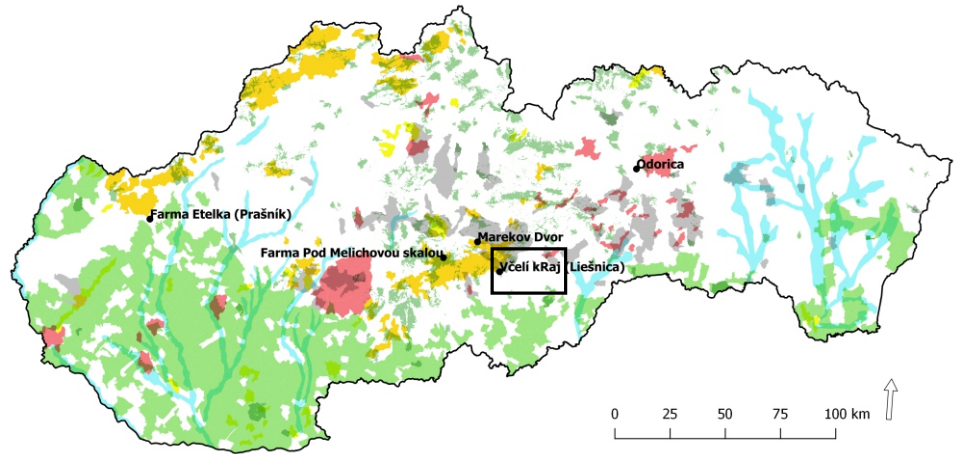 Odorica
Farma Etelka (Prašník)
Marekov Dvor
Farma Pod Melichovou skalou
Včelí kRaj (Liešnica)
0 25 50 75 100 km